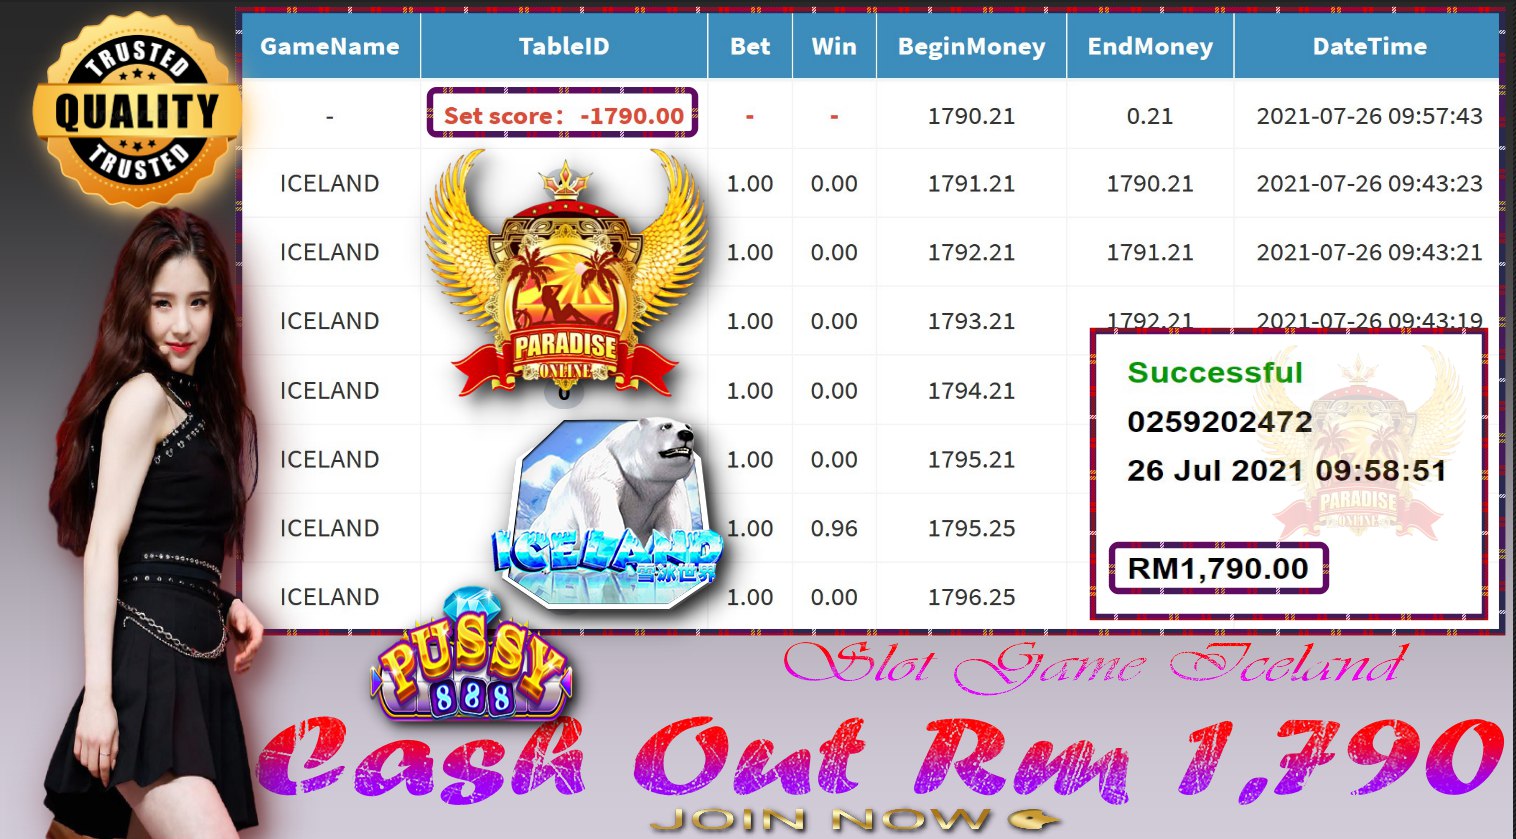 TRUSTED
QUALITY
TRUSTED
GameName TableID Bet Win BeginMoney EndMoney DateTime
- Set score: -1790.00 - - 1790.21 0.21 2021-07-26 09:57:43
ICELAND 1.00 0.00 1791.21 1790.21 2021-07-26 09:43:23
ICELAND 1.00 0.00 1792.21 1791.21 2021-07-26 09:43:21
ICELAND 1.00 0.00 1793.21 1792.21 2021-07-26 09:43:19
ICELAND 1.00 0.00 1794.21
ICELAND 1.00 0.00 1795.21
ICELAND 1.00 0.96 1795.25
ICELAND 1.00 0.00 1796.25
PARADISE
ONLINE
0
ICELAND
雪冰世界
PUSSY
888
Successful
0259202472
26 Jul 2021 09:58:51
PARADISE
ONLINE
RM1,790.00
Slot Game Iceland
Cash Out Rm 1,790
JOIN NOW